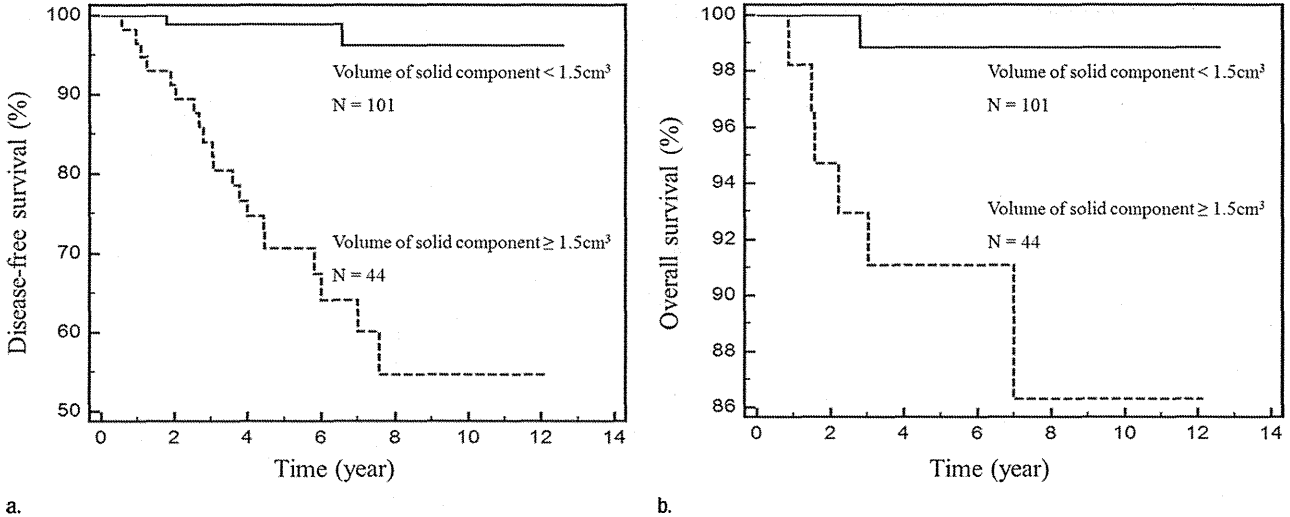 100
90
80
70
60
50
Disease-free survival (%)
Volume of solid component < 1.5cm³
N = 101
Volume of solid component ≥ 1.5cm³
N = 44
0 2 4 6 8 10 12 14
Time (year)
a.
100
98
96
94
92
90
88
86
Overall survival (%)
Volume of solid component < 1.5cm³
N = 101
Volume of solid component ≥ 1.5cm³
N = 44
0 2 4 6 8 10 12 14
Time (year)
b.